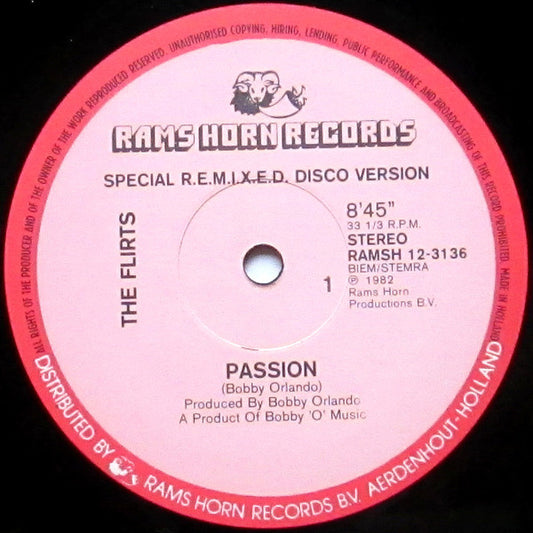 ALL RIGHTS OF THE PRODUCER AND OF THE OWNER OF THE WORK REPRODUCED RESERVED. UNAUTHORISED COPYING, HIRING, LENDING, PUBLIC PERFORMANCE AND BROADCASTING OF THIS RECORD PROHIBITED. MADE IN HOLLAND
RAMS HORN RECORDS
SPECIAL R.E.M.I.X.E.D. DISCO VERSION
THE FLIRTS
8'45"
33 1/3 R.P.M.
STEREO
RAMSH 12-3136
BIEM/STEMRA
1
℗ 1982
Rams Horn
Productions B.V.
PASSION
(Bobby Orlando)
Produced By Bobby Orlando
A Product Of Bobby 'O' Music
DISTRIBUTED BY RAMS HORN RECORDS B.V. AERDENHOUT-HOLLAND